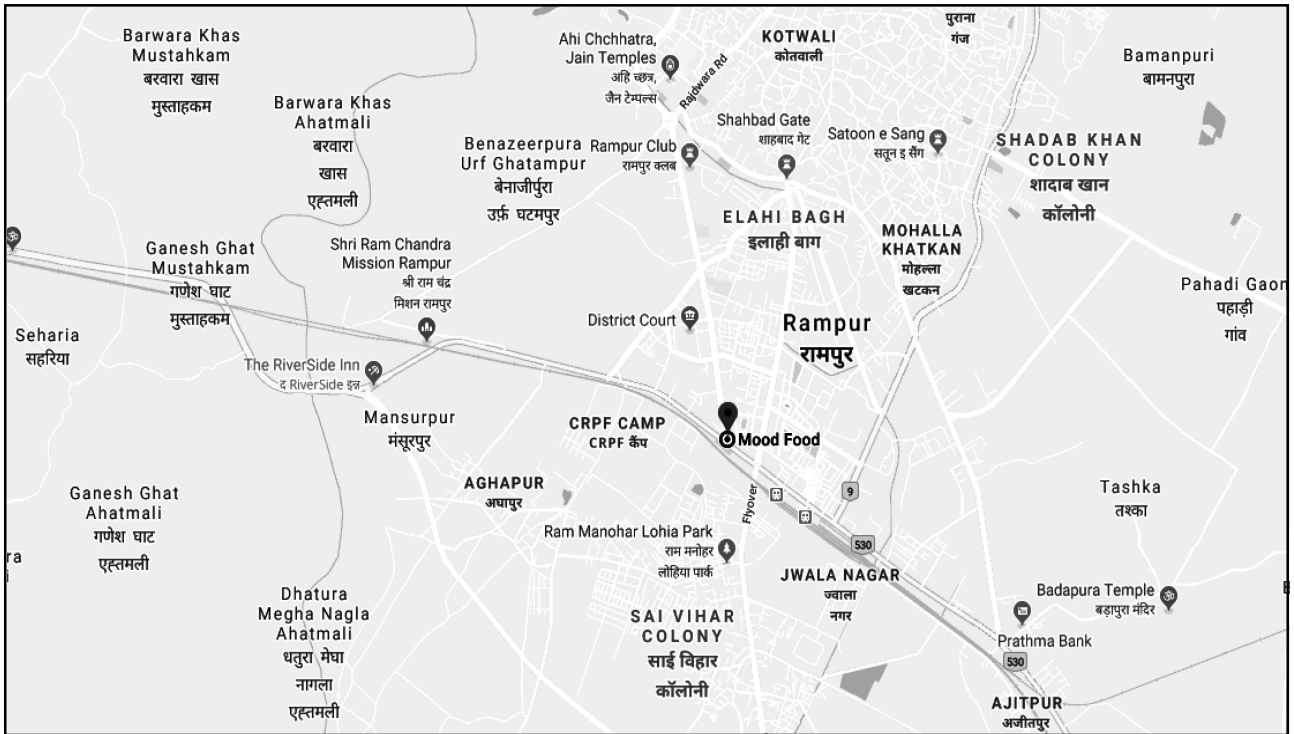 Barwara Khas
Mustahkam
बरवारा खास
मुस्ताहकम
Ahi Chchhatra,
Jain Temples
अहि च्छत्र,
जैन टेम्पल्स
Rajdwara Rd
KOTWALI
कोतवाली
पुराना
गंज
Bamanpuri
बामनपुरा
Barwara Khas
Ahatmali
बरवारा
खास
एह्तमली
Benazeerpura
Urf Ghatampur
बेनाजीर्पुरा
उर्फ़ घटमपुर
Rampur Club
रामपुर क्लब
Shahbad Gate
शाहबाद गेट
Satoon e Sang
सतून इ सैंग
SHADAB KHAN
COLONY
शादाब खान
कॉलोनी
ELAHI BAGH
इलाही बाग
MOHALLA
KHATKAN
मोहल्ला
खटकन
Ganesh Ghat
Mustahkam
गणेश घाट
मुस्ताहकम
Shri Ram Chandra
Mission Rampur
श्री राम चंद्र
मिशन रामपुर
Pahadi Gaon
पहाड़ी
गांव
Seharia
सहरिया
District Court
Rampur
रामपुर
The RiverSide Inn
द RiverSide इन्न
Mansurpur
मंसूरपुर
CRPF CAMP
CRPF कैंप
Mood Food
AGHAPUR
अघापुर
Ganesh Ghat
Ahatmali
गणेश घाट
एह्तमली
Flyover
9
Tashka
तश्का
Ram Manohar Lohia Park
राम मनोहर
लोहिया पार्क
530
JWALA NAGAR
ज्वाला
नगर
Badapura Temple
बड़ापुरा मंदिर
Dhatura
Megha Nagla
Ahatmali
धतुरा मेघा
नागला
एह्तमली
SAI VIHAR
COLONY
साई विहार
कॉलोनी
Prathma Bank
530
AJITPUR
अजीतपुर